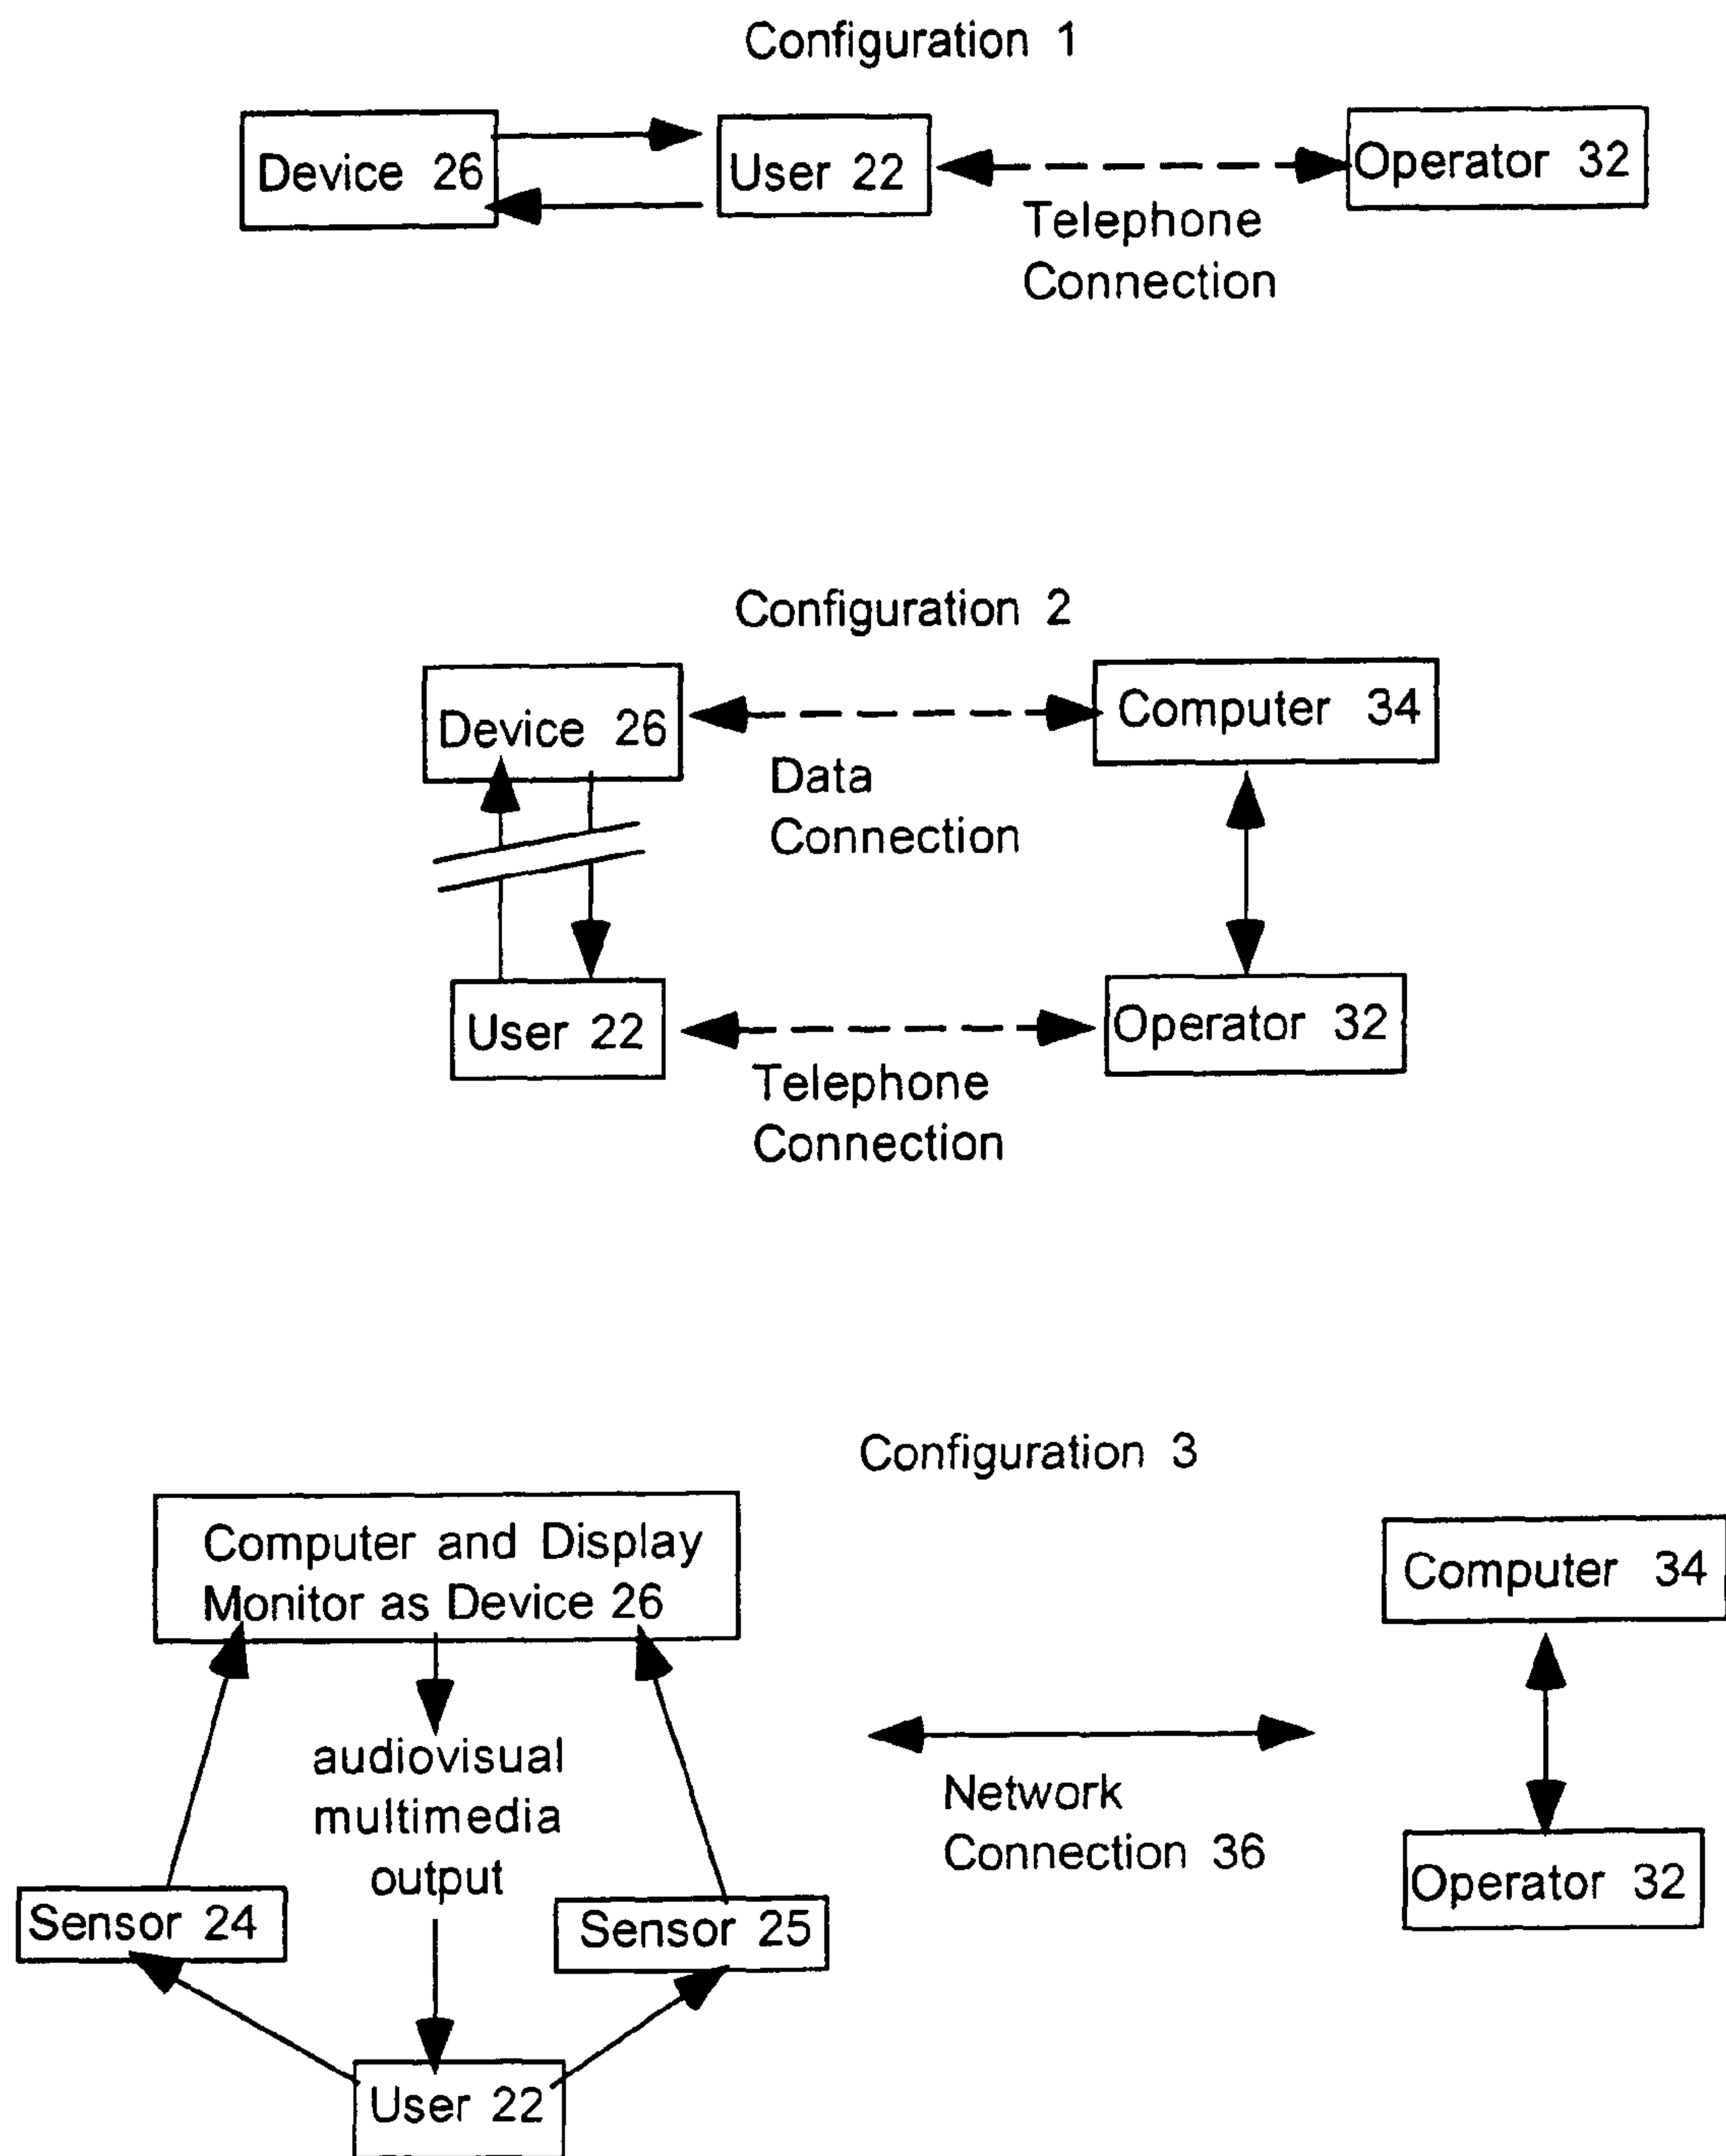 Configuration 1
Device 26
User 22
Operator 32
Telephone
Connection
Configuration 2
Device 26
Computer 34
Data
Connection
User 22
Operator 32
Telephone
Connection
Configuration 3
Computer and Display
Monitor as Device 26
Computer 34
audiovisual
multimedia
output
Network
Connection 36
Sensor 24
Sensor 25
Operator 32
User 22